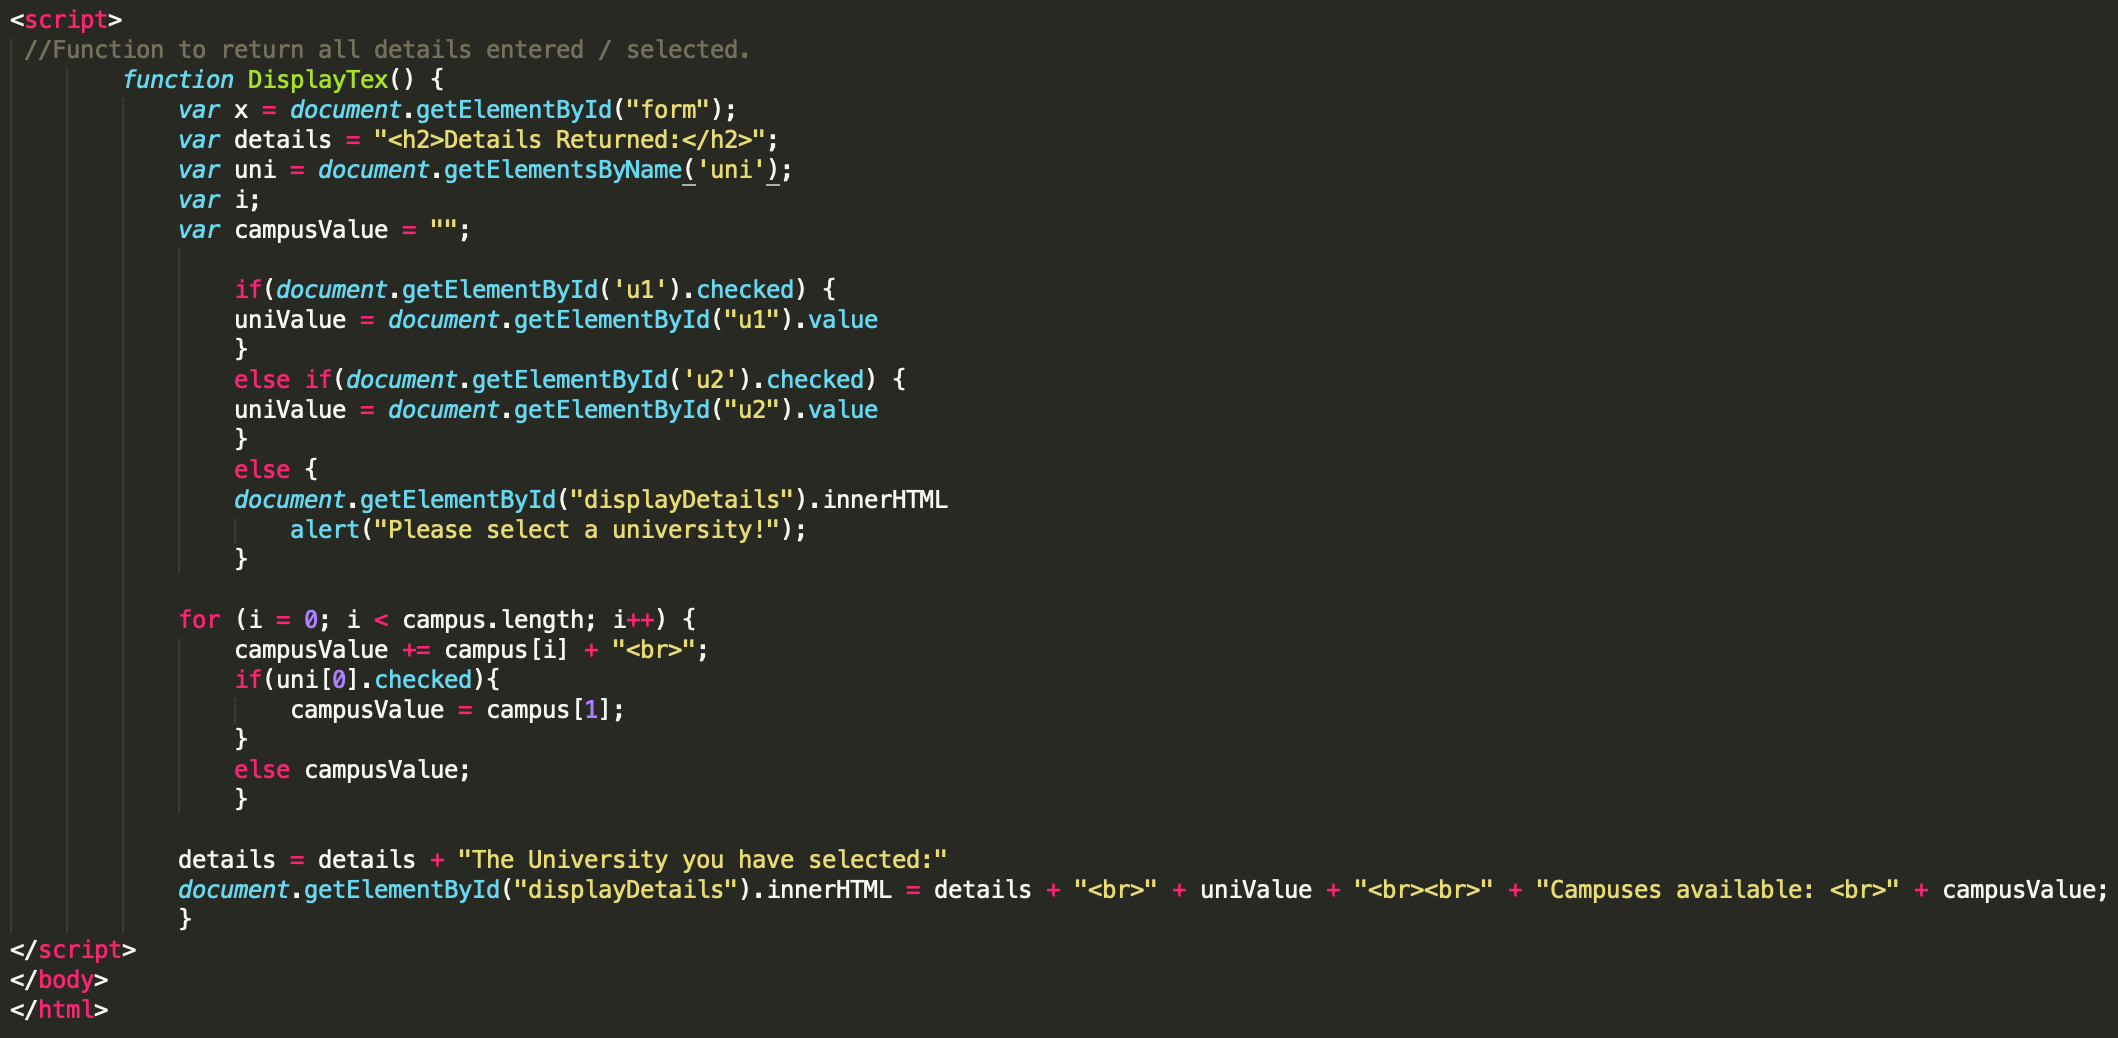 <script>
//Function to return all details entered / selected.
function DisplayTex() {
var x = document.getElementById("form");
var details = "<h2>Details Returned:</h2>";
var uni = document.getElementsByName('uni');
var i;
var campusValue = "";
if(document.getElementById('u1').checked) {
uniValue = document.getElementById("u1").value
}
else if(document.getElementById('u2').checked) {
uniValue = document.getElementById("u2").value
}
else {
document.getElementById("displayDetails").innerHTML
alert("Please select a university!");
}
for (i = 0; i < campus.length; i++) {
campusValue += campus[i] + "<br>";
if(uni[0].checked){
campusValue = campus[1];
}
else campusValue;
}
details = details + "The University you have selected:"
document.getElementById("displayDetails").innerHTML = details + "<br>" + uniValue + "<br><br>" + "Campuses available: <br>" + campusValue;
}
</script>
</body>
</html>